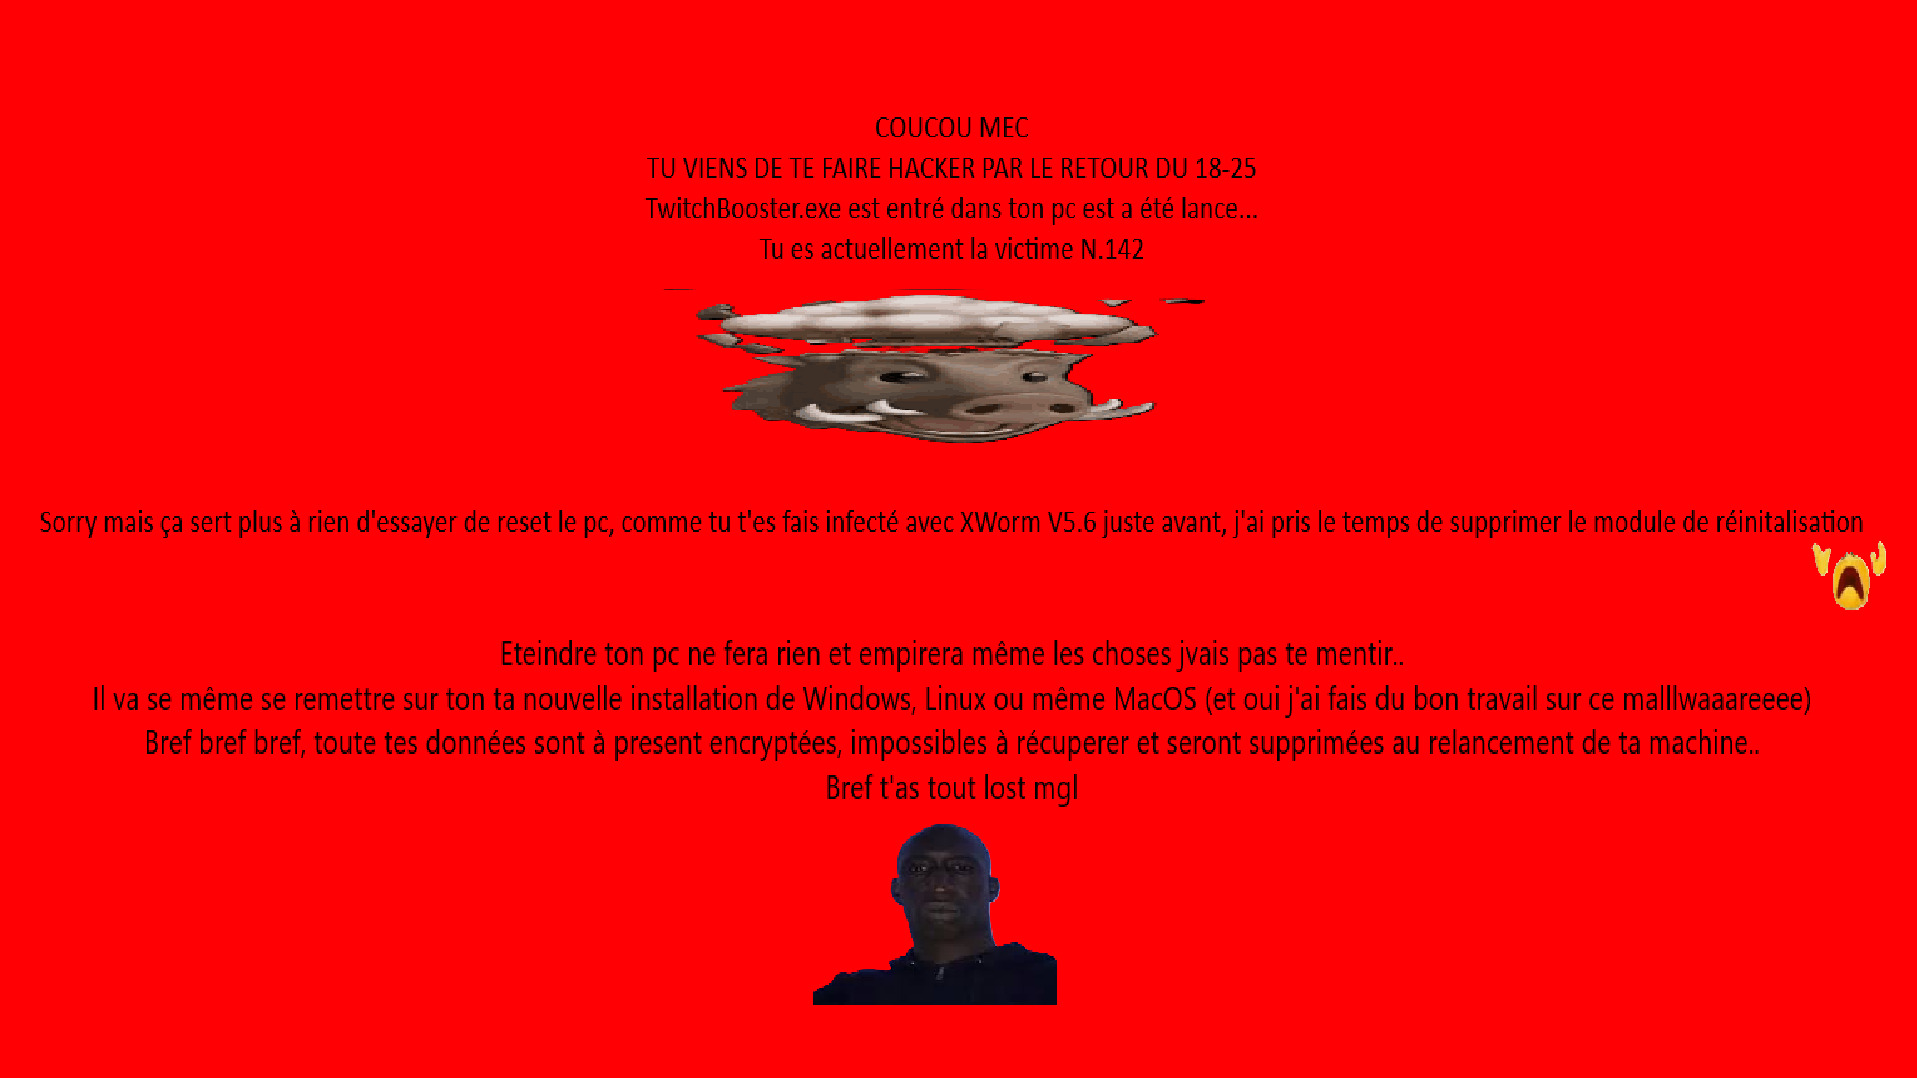 COUCOU MEC
TU VIENS DE TE FAIRE HACKER PAR LE RETOUR DU 18-25
TwitchBooster.exe est entré dans ton pc est a été lance...
Tu es actuellement la victime N.142
Sorry mais ça sert plus à rien d'essayer de reset le pc, comme tu t'es fais infecté avec XWorm V5.6 juste avant, j'ai pris le temps de supprimer le module de réinitalisation
Eteindre ton pc ne fera rien et empirera même les choses jvais pas te mentir..
Il va se même se remettre sur ton ta nouvelle installation de Windows, Linux ou même MacOS (et oui j'ai fais du bon travail sur ce malllwaaareeee)
Bref bref bref, toute tes données sont à present encryptées, impossibles à récuperer et seront supprimées au relancement de ta machine..
Bref t'as tout lost mgl